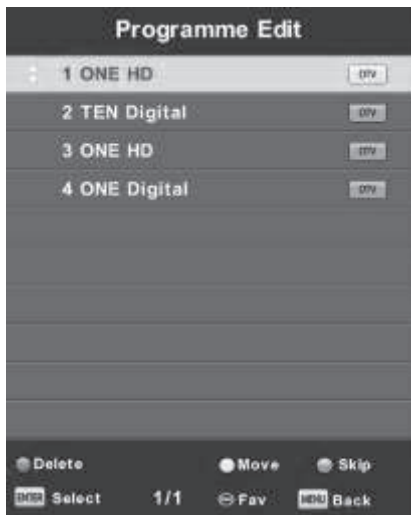 Programme Edit
1 ONE HD DTV
2 TEN Digital DTV
3 ONE HD DTV
4 ONE Digital DTV
Delete Move Skip
ENTER Select 1/1 Fav MENU Back